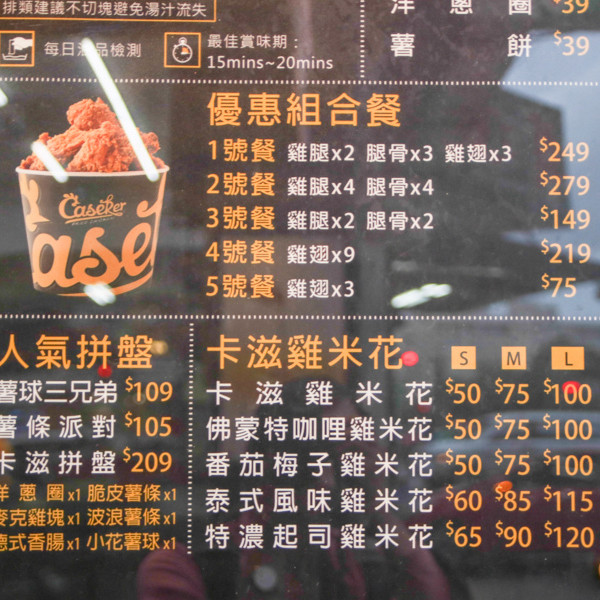 排類建議不切塊避免湯汁流失
洋蔥圈 $39
每日油品檢測
最佳賞味期：
15mins~20mins
薯餅 $39
優惠組合餐
1號餐 雞腿x2 腿骨x3 雞翅x3 $249
2號餐 雞腿x4 腿骨x4 $279
3號餐 雞腿x2 腿骨x2 $149
4號餐 雞翅x9 $219
5號餐 雞翅x3 $75
Caseker
ase
人氣拼盤
薯球三兄弟 $109
薯條派對 $105
卡滋拼盤 $209
洋蔥圈x1 脆皮薯條x1
麥克雞塊x1 波浪薯條x1
德式香腸x1 小花薯球x1
卡滋雞米花 S M L
卡滋雞米花 $50 $75 $100
佛蒙特咖哩雞米花 $50 $75 $100
番茄梅子雞米花 $50 $75 $100
泰式風味雞米花 $60 $85 $115
特濃起司雞米花 $65 $90 $120